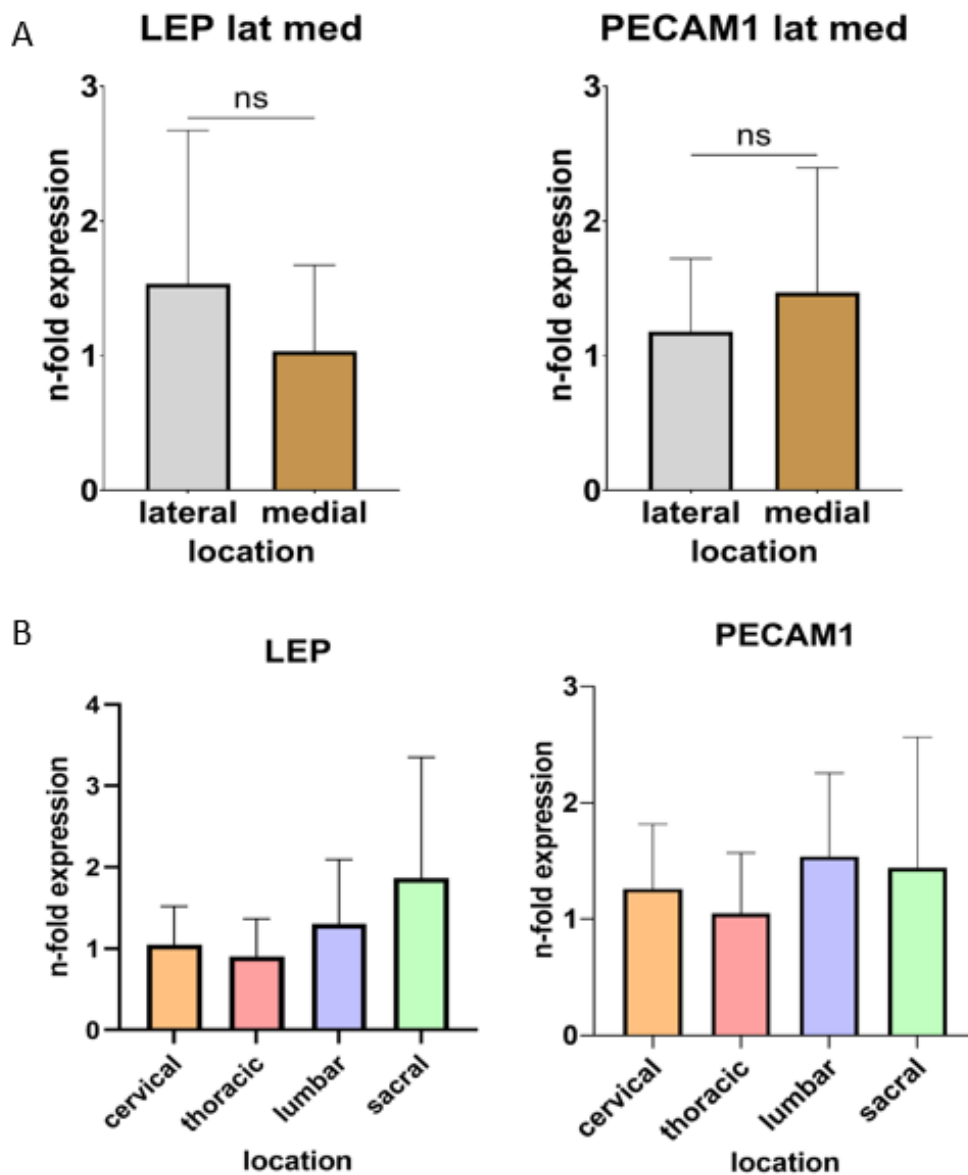 A
LEP lat med
n-fold expression
3
2
1
0
ns
lateral medial
location
PECAM1 lat med
n-fold expression
3
2
1
0
ns
lateral medial
location
B
LEP
n-fold expression
4
3
2
1
0
cervical
thoracic
lumbar
sacral
location
PECAM1
n-fold expression
3
2
1
0
cervical
thoracic
lumbar
sacral
location